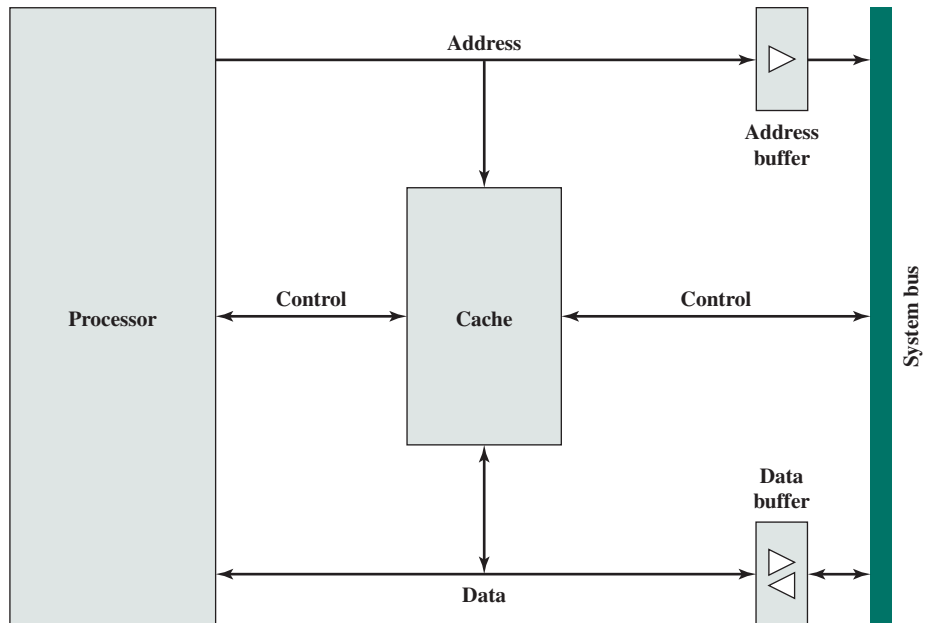 Address
Address
buffer
Processor
Control
Cache
Control
System bus
Data
buffer
Data